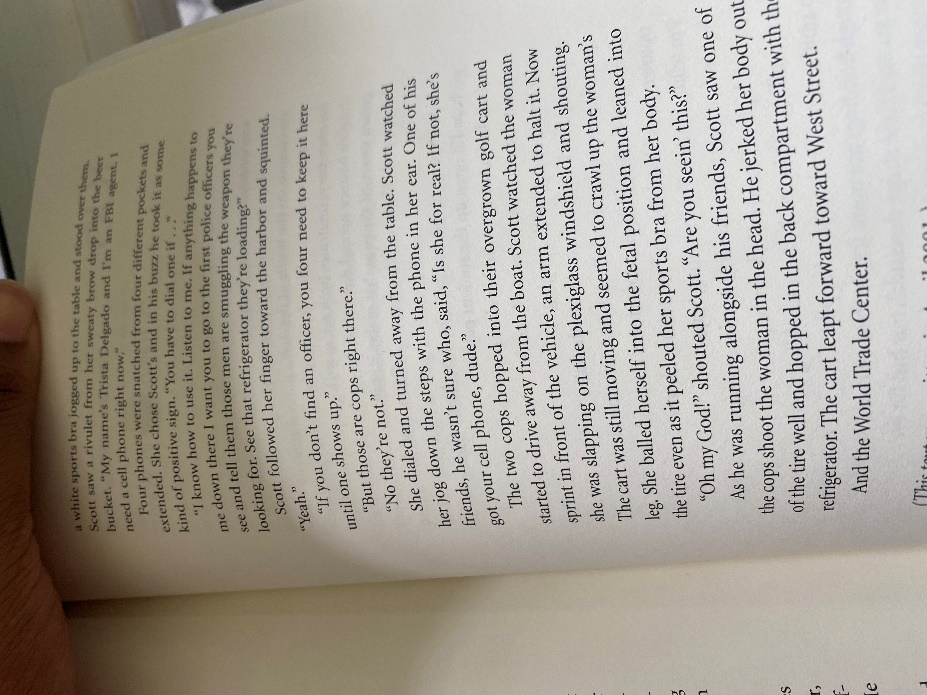 a white sports bra jogged up to the table and stood over them.
Scott saw a rivulet from her sweaty brow drop into the beer
bucket. "My name's Trista Delgado and I'm an FBI agent. I
need a cell phone right now."
Four phones were snatched from four different pockets and
extended. She chose Scott's and in his buzz he took it as some
kind of positive sign. "You have to dial 'one if . . ."
"I know how to use it. Listen to me. If anything happens to
me down there I want you to go to the first police officers you
see and tell them those men are smuggling the weapon they're
looking for. See that refrigerator they're loading?"
Scott followed her finger toward the harbor and squinted.
"Yeah."
"If you don't find an officer, you four need to keep it here
until one shows up."
"But those are cops right there."
"No they're not."
She dialed and turned away from the table. Scott watched
her jog down the steps with the phone in her ear. One of his
friends, he wasn't sure who, said, "Is she for real? If not, she's
got your cell phone, dude."
The two cops hopped into their overgrown golf cart and
started to drive away from the boat. Scott watched the woman
sprint in front of the vehicle, an arm extended to halt it. Now
she was slapping on the plexiglass windshield and shouting.
The cart was still moving and seemed to crawl up the woman's
leg. She balled herself into the fetal position and leaned into
the tire even as it peeled her sports bra from her body.
"Oh my God!" shouted Scott. "Are you seein' this?"
As he was running alongside his friends, Scott saw one of
the cops shoot the woman in the head. He jerked her body out
of the tire well and hopped in the back compartment with the
refrigerator. The cart leapt forward toward West Street.
And the World Trade Center.